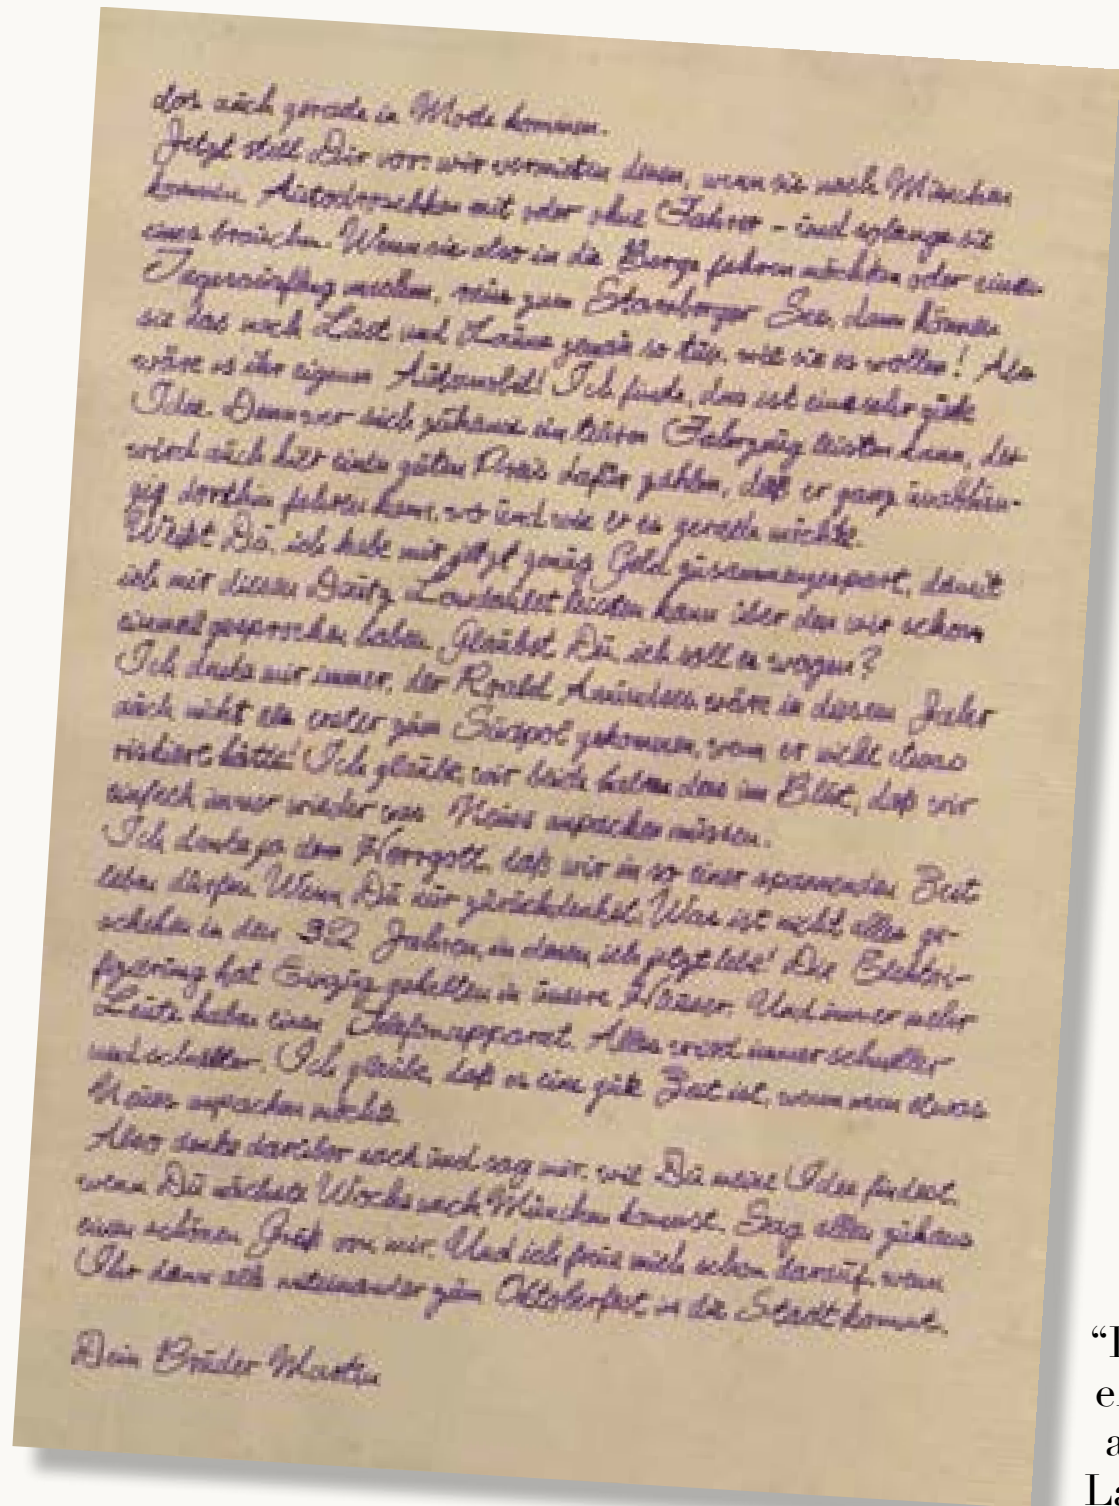 dort auch gerade in Mode kommen.
Jetzt stell Dir vor: wir vermieten denen, wenn sie nach München
kommen, Autodroschken mit oder ohne Fahrer – und solange sie
eines brauchen. Wenn sie also in die Berge fahren möchten oder einen
Tagesausflug machen, raus zum Starnberger See, dann können
sie das nach Lust und Laune genau so tun, wie sie es wollen! Als
wäre es ihr eigenes Automobil! Ich finde, das ist eine sehr gute
Idee. Denn wer sich zuhause ein teures Fahrzeug leisten kann, der
wird auch hier einen guten Preis dafür zahlen, daß er ganz unabhän-
gig dorthin fahren kann, wo und wie er es gerade möchte.
Weißt Du, ich habe mir jetzt genug Geld zusammengespart, damit
ich mir diesen Deutz Landaulet leisten kann über den wir schon
einmal gesprochen haben. Glaubst Du, ich soll es wagen?
Ich denke mir immer, der Roald Amundsen wäre in diesem Jahr
auch nicht als erster zum Südpol gekommen, wenn er nicht etwas
riskiert hätte! Ich glaube, wir beide haben das im Blut, daß wir
einfach immer wieder was Neues anpacken müssen.
Ich danke ja dem Herrgott, daß wir in so einer spannenden Zeit
leben dürfen. Wenn Du nur zurückdenkst. Was ist nicht alles ge-
schehen in den 32 Jahren, in denen ich jetzt lebe! Die Elektri-
fizierung hat Einzug gehalten in unsere Häuser. Und immer mehr
Leute haben einen Telefonapparat. Alles wird immer schneller
und schneller. Ich glaube, daß es eine gute Zeit ist, wenn man etwas
Neues anpacken möchte.
Also denke darüber nach und sag mir, wie Du meine Idee findest,
wenn Du nächste Woche nach München kommst. Sag allen zuhaus
einen schönen Gruß von mir. Und ich freue mich schon darauf, wenn
Ihr dann alle miteinander zum Oktoberfest in die Stadt kommt.
Dein Bruder Martin